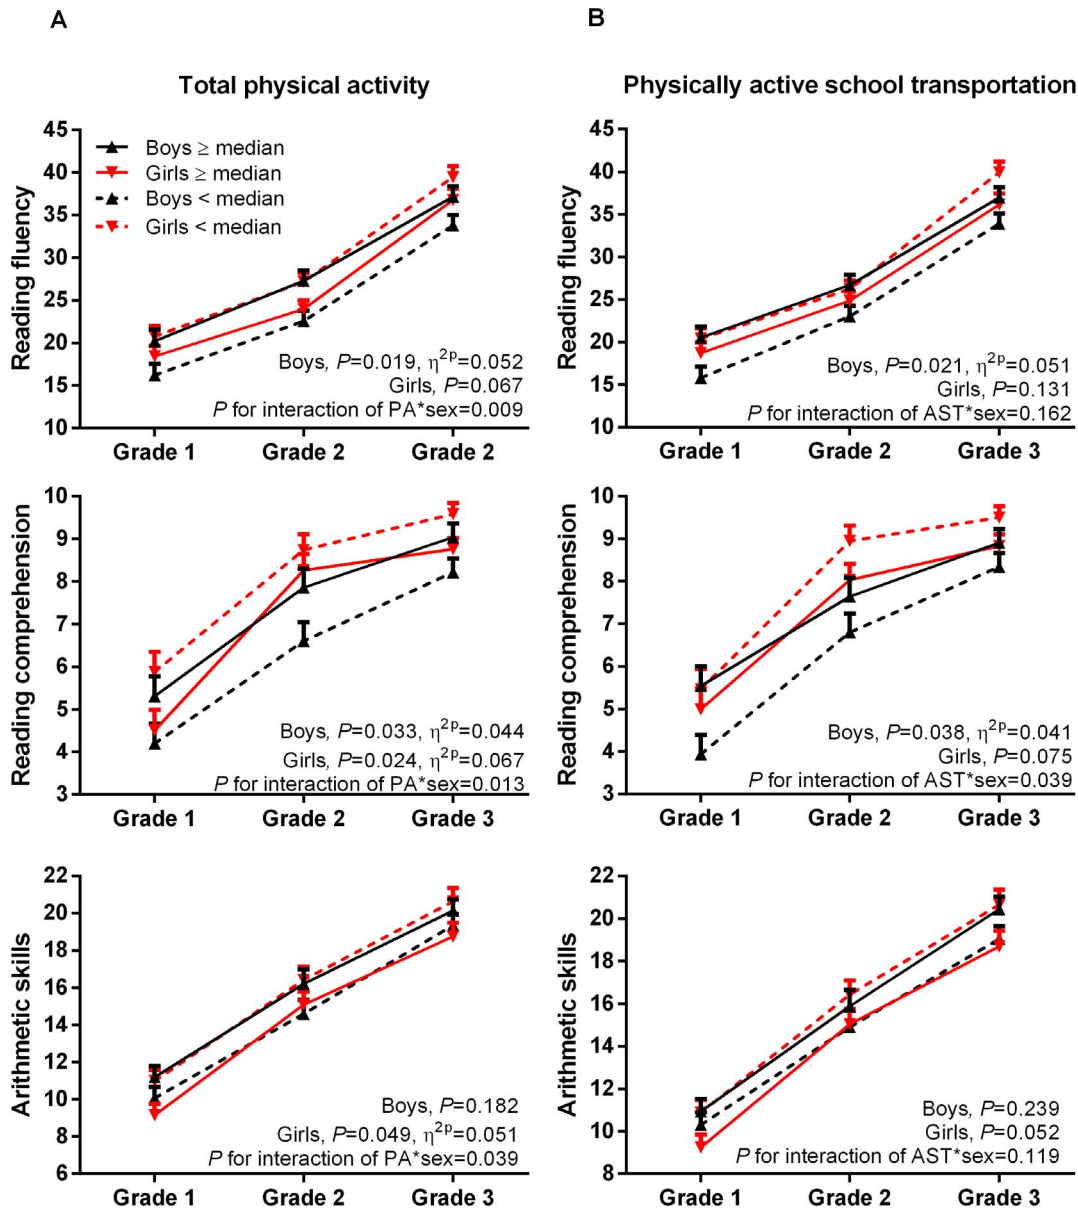 A
Total physical activity
Reading fluency
45
40
35
30
25
20
15
10
Boys ≥ median
Girls ≥ median
Boys < median
Girls < median
Boys, P=0.019, η²ᵖ=0.052
Girls, P=0.067
P for interaction of PA*sex=0.009
Grade 1 Grade 2 Grade 2
Reading comprehension
10
9
8
7
6
5
4
3
Boys, P=0.033, η²ᵖ=0.044
Girls, P=0.024, η²ᵖ=0.067
P for interaction of PA*sex=0.013
Grade 1 Grade 2 Grade 3
Arithmetic skills
22
20
18
16
14
12
10
8
6
Boys, P=0.182
Girls, P=0.049, η²ᵖ=0.051
P for interaction of PA*sex=0.039
Grade 1 Grade 2 Grade 3
B
Physically active school transportation
Reading fluency
45
40
35
30
25
20
15
10
Boys, P=0.021, η²ᵖ=0.051
Girls, P=0.131
P for interaction of AST*sex=0.162
Grade 1 Grade 2 Grade 3
Reading comprehension
10
9
8
7
6
5
4
3
Boys, P=0.038, η²ᵖ=0.041
Girls, P=0.075
P for interaction of AST*sex=0.039
Grade 1 Grade 2 Grade 3
Arithmetic skills
22
20
18
16
14
12
10
8
Boys, P=0.239
Girls, P=0.052
P for interaction of AST*sex=0.119
Grade 1 Grade 2 Grade 3